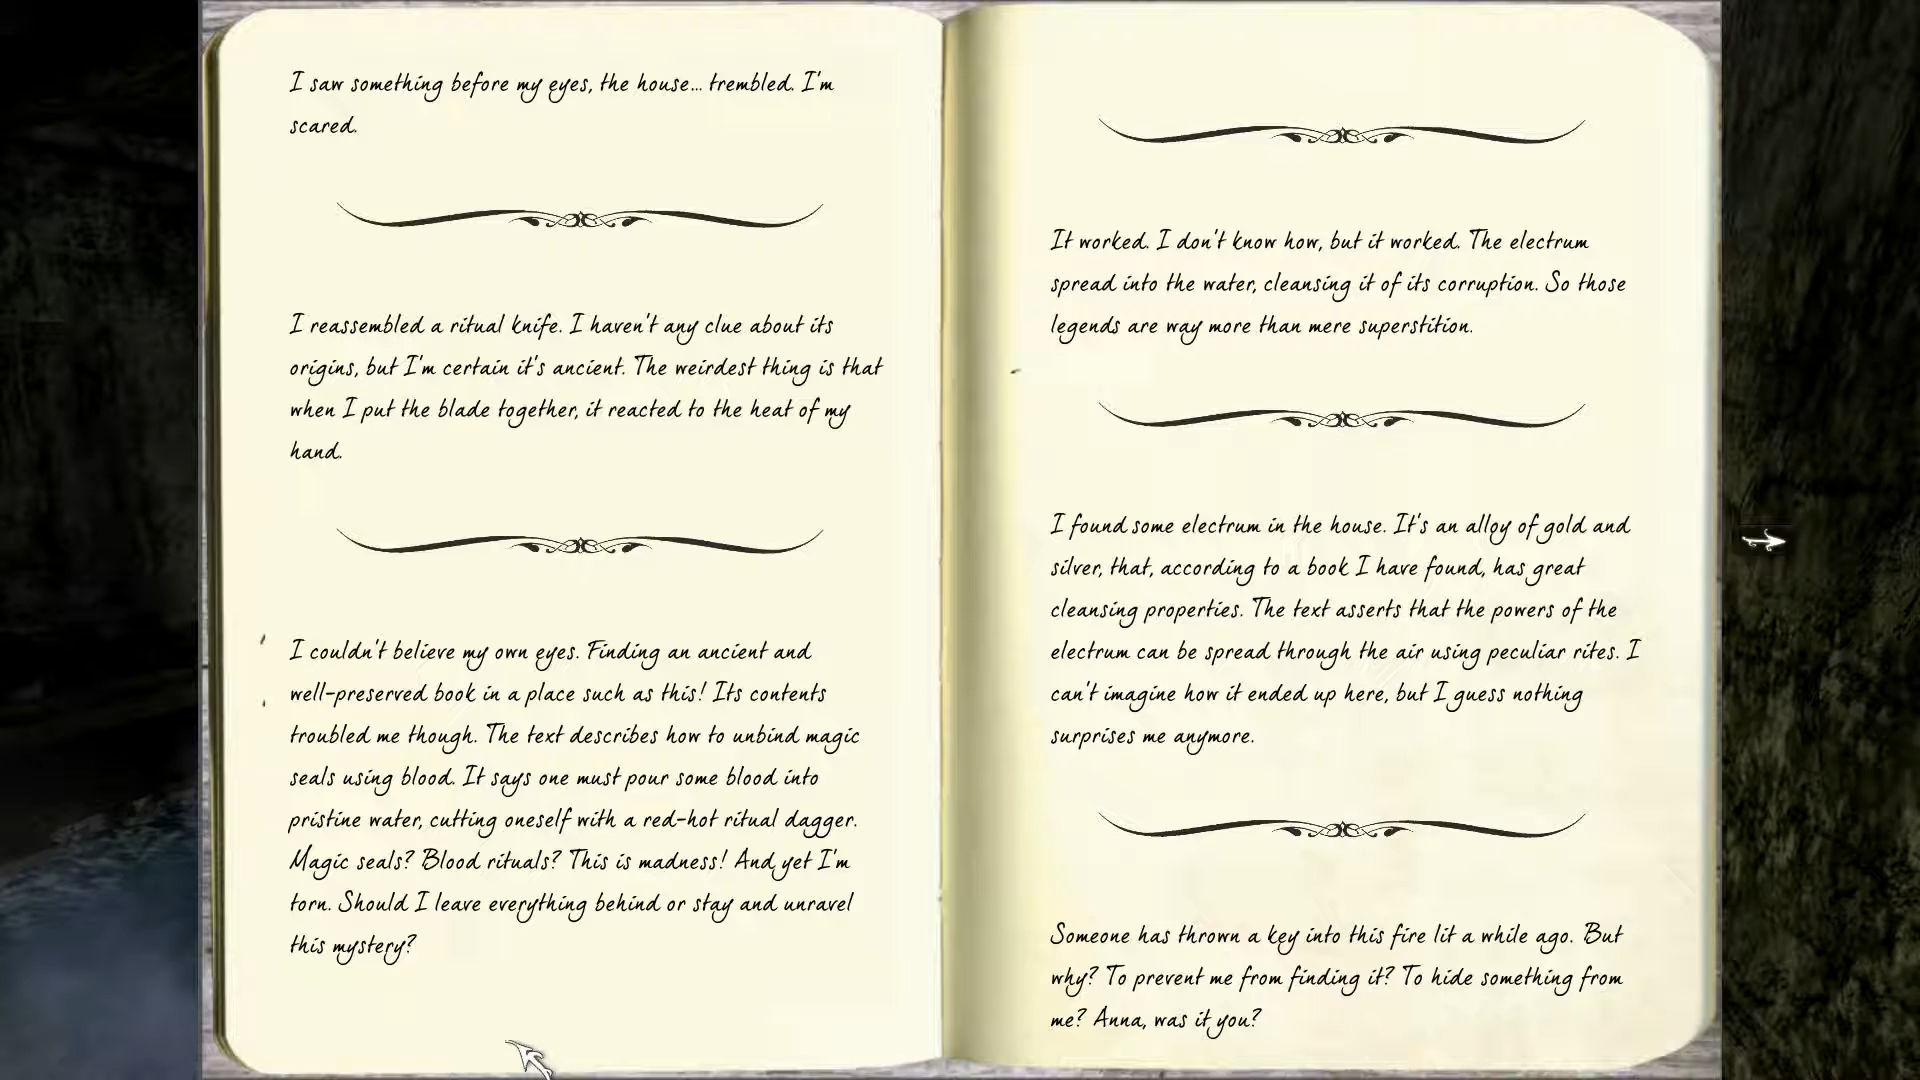 I saw something before my eyes, the house... trembled. I'm
scared.
I reassembled a ritual knife. I haven't any clue about its
origins, but I'm certain it's ancient. The weirdest thing is that
when I put the blade together, it reacted to the heat of my
hand.
I couldn't believe my own eyes. Finding an ancient and
well-preserved book in a place such as this! Its contents
troubled me though. The text describes how to unbind magic
seals using blood. It says one must pour some blood into
pristine water, cutting oneself with a red-hot ritual dagger.
Magic seals? Blood rituals? This is madness! And yet I'm
torn. Should I leave everything behind or stay and unravel
this mystery?
It worked. I don't know how, but it worked. The electrum
spread into the water, cleansing it of its corruption. So those
legends are way more than mere superstition.
I found some electrum in the house. It's an alloy of gold and
silver, that, according to a book I have found, has great
cleansing properties. The text asserts that the powers of the
electrum can be spread through the air using peculiar rites. I
can't imagine how it ended up here, but I guess nothing
surprises me anymore.
Someone has thrown a key into this fire lit a while ago. But
why? To prevent me from finding it? To hide something from
me? Anna, was it you?